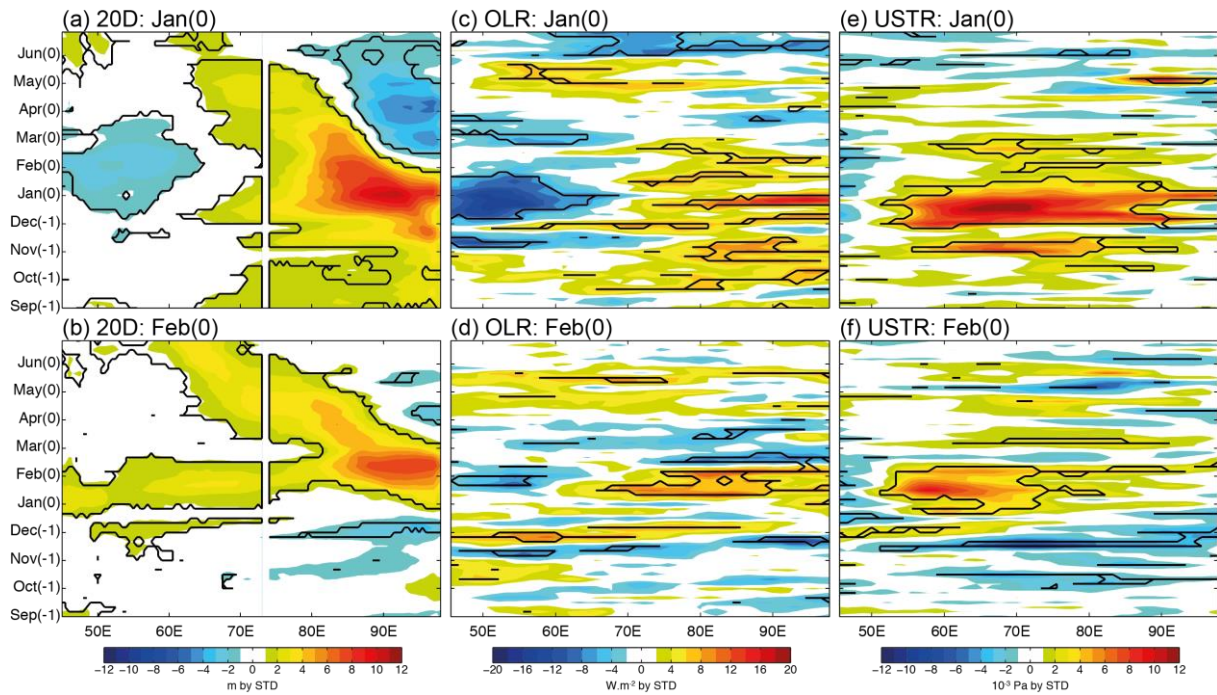 (a) 20D: Jan(0) (c) OLR: Jan(0) (e) USTR: Jan(0)
Jun(0)
May(0)
Apr(0)
Mar(0)
Feb(0)
Jan(0)
Dec(-1)
Nov(-1)
Oct(-1)
Sep(-1)
(b) 20D: Feb(0) (d) OLR: Feb(0) (f) USTR: Feb(0)
Jun(0)
May(0)
Apr(0)
Mar(0)
Feb(0)
Jan(0)
Dec(-1)
Nov(-1)
Oct(-1)
Sep(-1)
50E 60E 70E 80E 90E 50E 60E 70E 80E 90E 50E 60E 70E 80E 90E
-12 -10 -8 -6 -4 -2 0 2 4 6 8 10 12 -20 -16 -12 -8 -4 0 4 8 12 16 20 -12 -10 -8 -6 -4 -2 0 2 4 6 8 10 12
m by STD W.m⁻² by STD 10⁻³ Pa by STD